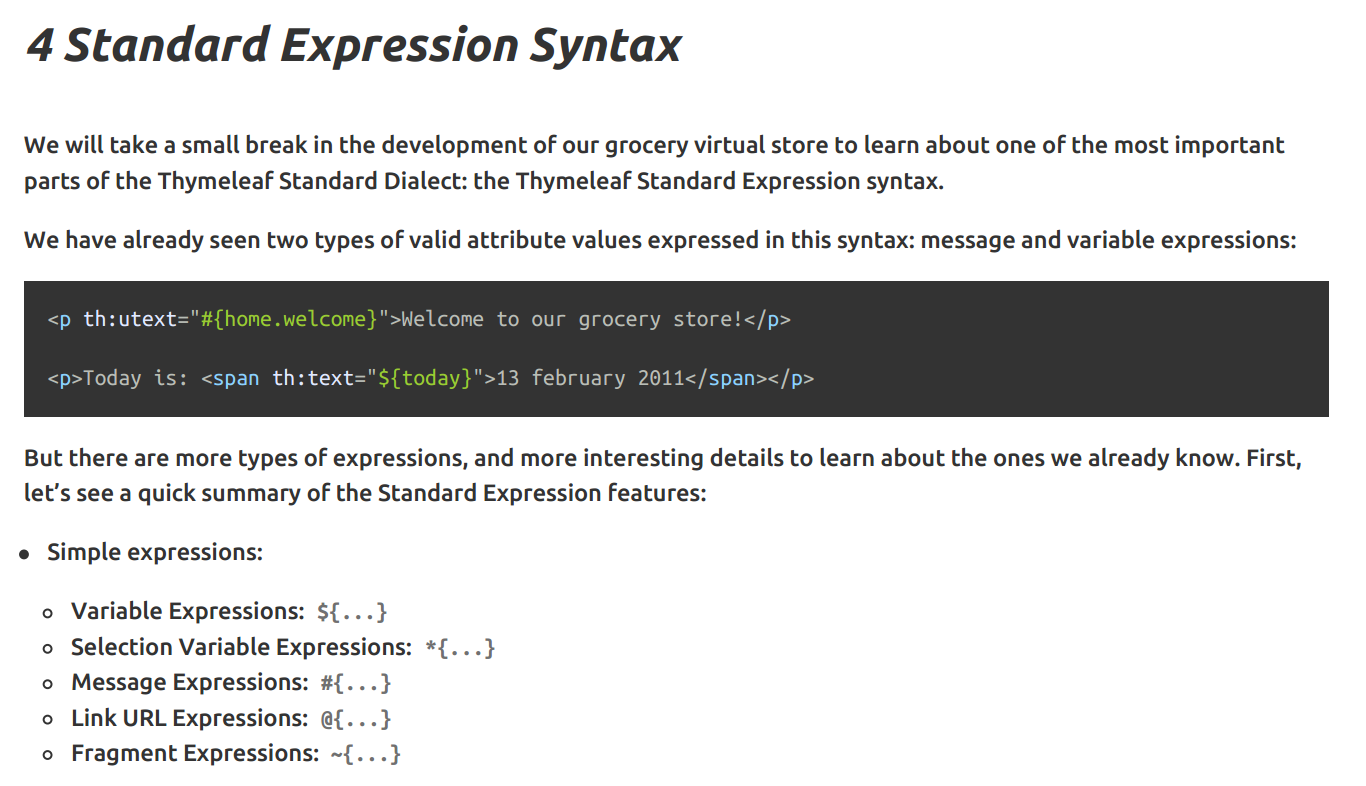 4 Standard Expression Syntax
We will take a small break in the development of our grocery virtual store to learn about one of the most important
parts of the Thymeleaf Standard Dialect: the Thymeleaf Standard Expression syntax.
We have already seen two types of valid attribute values expressed in this syntax: message and variable expressions:
<p th:utext="#{home.welcome}">Welcome to our grocery store!</p>
<p>Today is: <span th:text="${today}">13 february 2011</span></p>
But there are more types of expressions, and more interesting details to learn about the ones we already know. First,
let’s see a quick summary of the Standard Expression features:
• Simple expressions:
◦ Variable Expressions: ${...}
◦ Selection Variable Expressions: *{...}
◦ Message Expressions: #{...}
◦ Link URL Expressions: @{...}
◦ Fragment Expressions: ~{...}